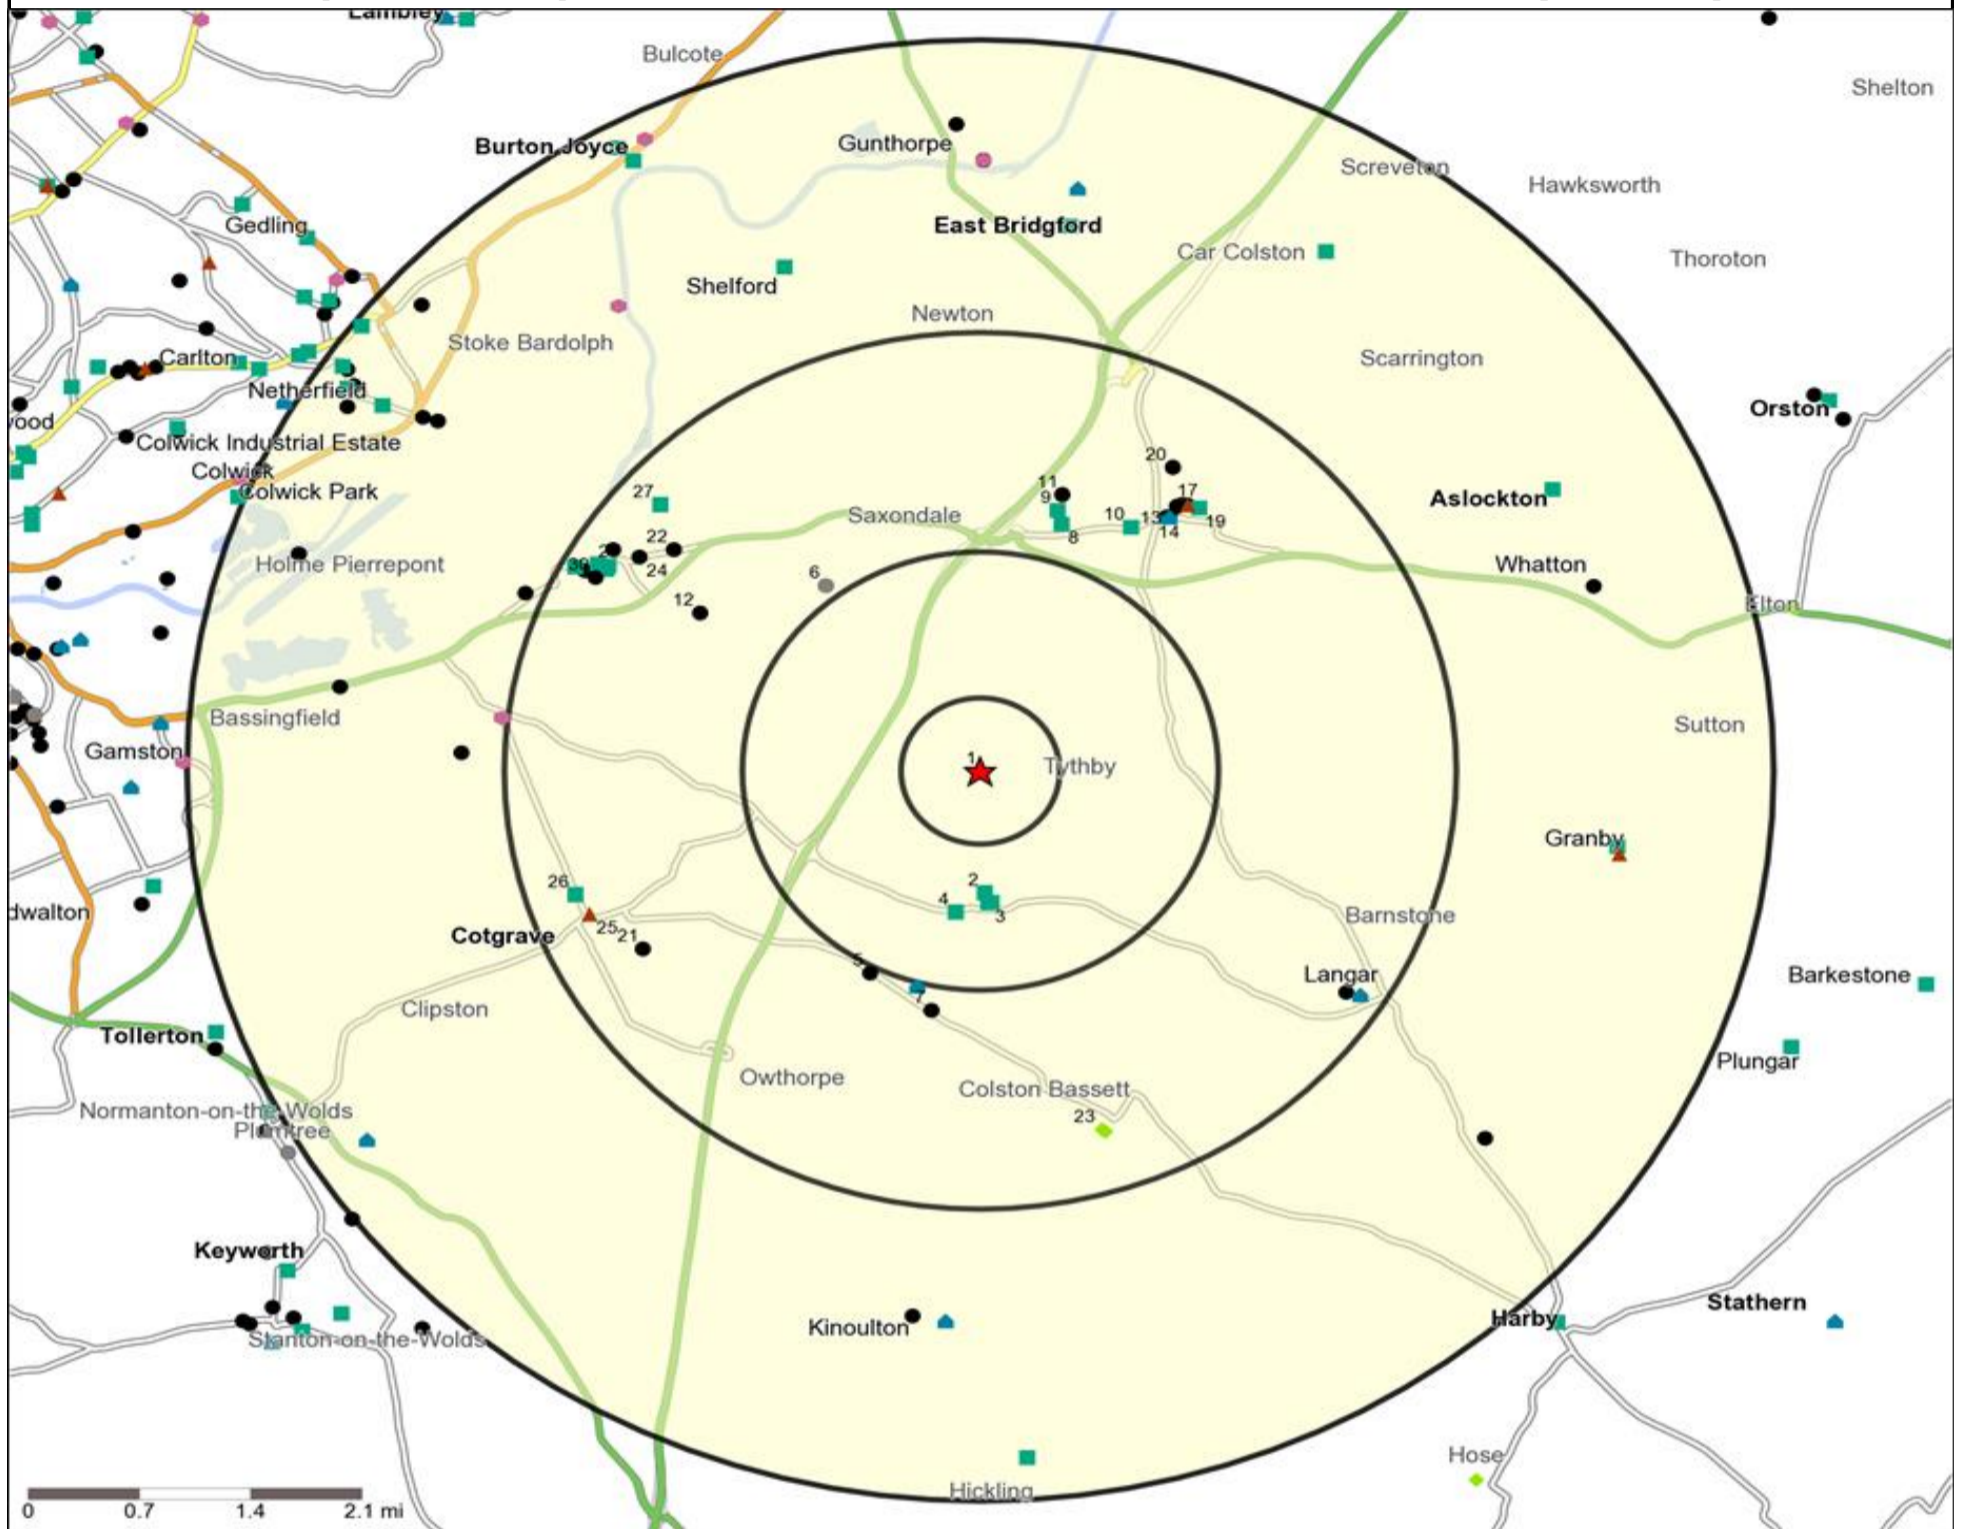 Lambley
Bulcote
Shelton
Burton Joyce
Gunthorpe
Screveton
Hawksworth
Gedling
East Bridgford
Car Colston
Thoroton
Shelford
Newton
Stoke Bardolph
Carlton
Scarrington
Netherfield
Orston
ood
Colwick Industrial Estate
20
Colwick
Colwick Park
27
11
17
9
Aslockton
Saxondale
10
13
19
22
8
14
Holme Pierrepont
30
24
6
Whatton
12
Elton
Bassingfield
Sutton
Gamston
1
Tythby
Granby
26
2
4
3
dwalton
Cotgrave
25
21
Barnstone
5
Langar
Barkestone
7
Clipston
Tollerton
Plungar
Owthorpe
Colston Bassett
Normanton-on-the-Wolds
23
Plumtree
Keyworth
Kinoulton
Harby
Stathern
Stanton-on-the-Wolds
Hose
Hickling
0 0.7 1.4 2.1 mi